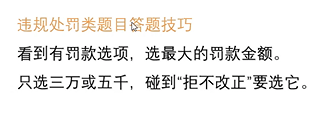 违规处罚类题目答题技巧
看到有罚款选项，选最大的罚款金额。
只选三万或五千，碰到“拒不改正”要选它。